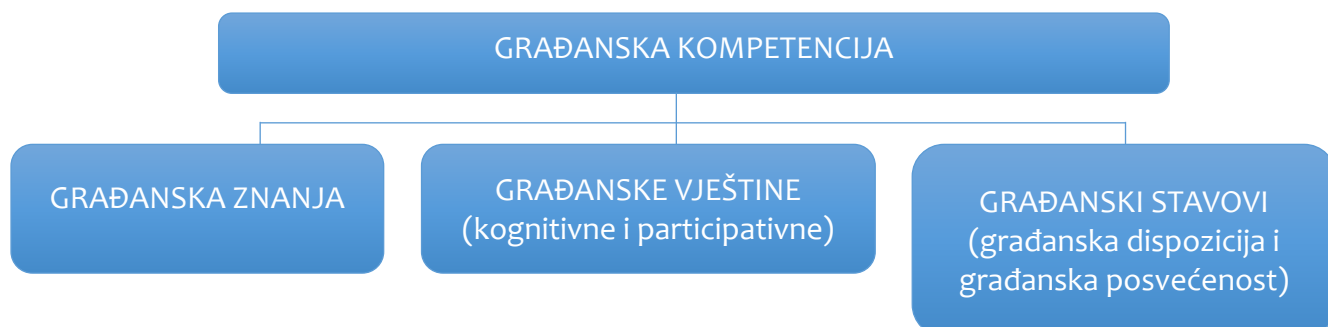 GRAĐANSKA KOMPETENCIJA
GRAĐANSKA ZNANJA
GRAĐANSKE VJEŠTINE
(kognitivne i participativne)
GRAĐANSKI STAVOVI
(građanska dispozicija i
građanska posvećenost)